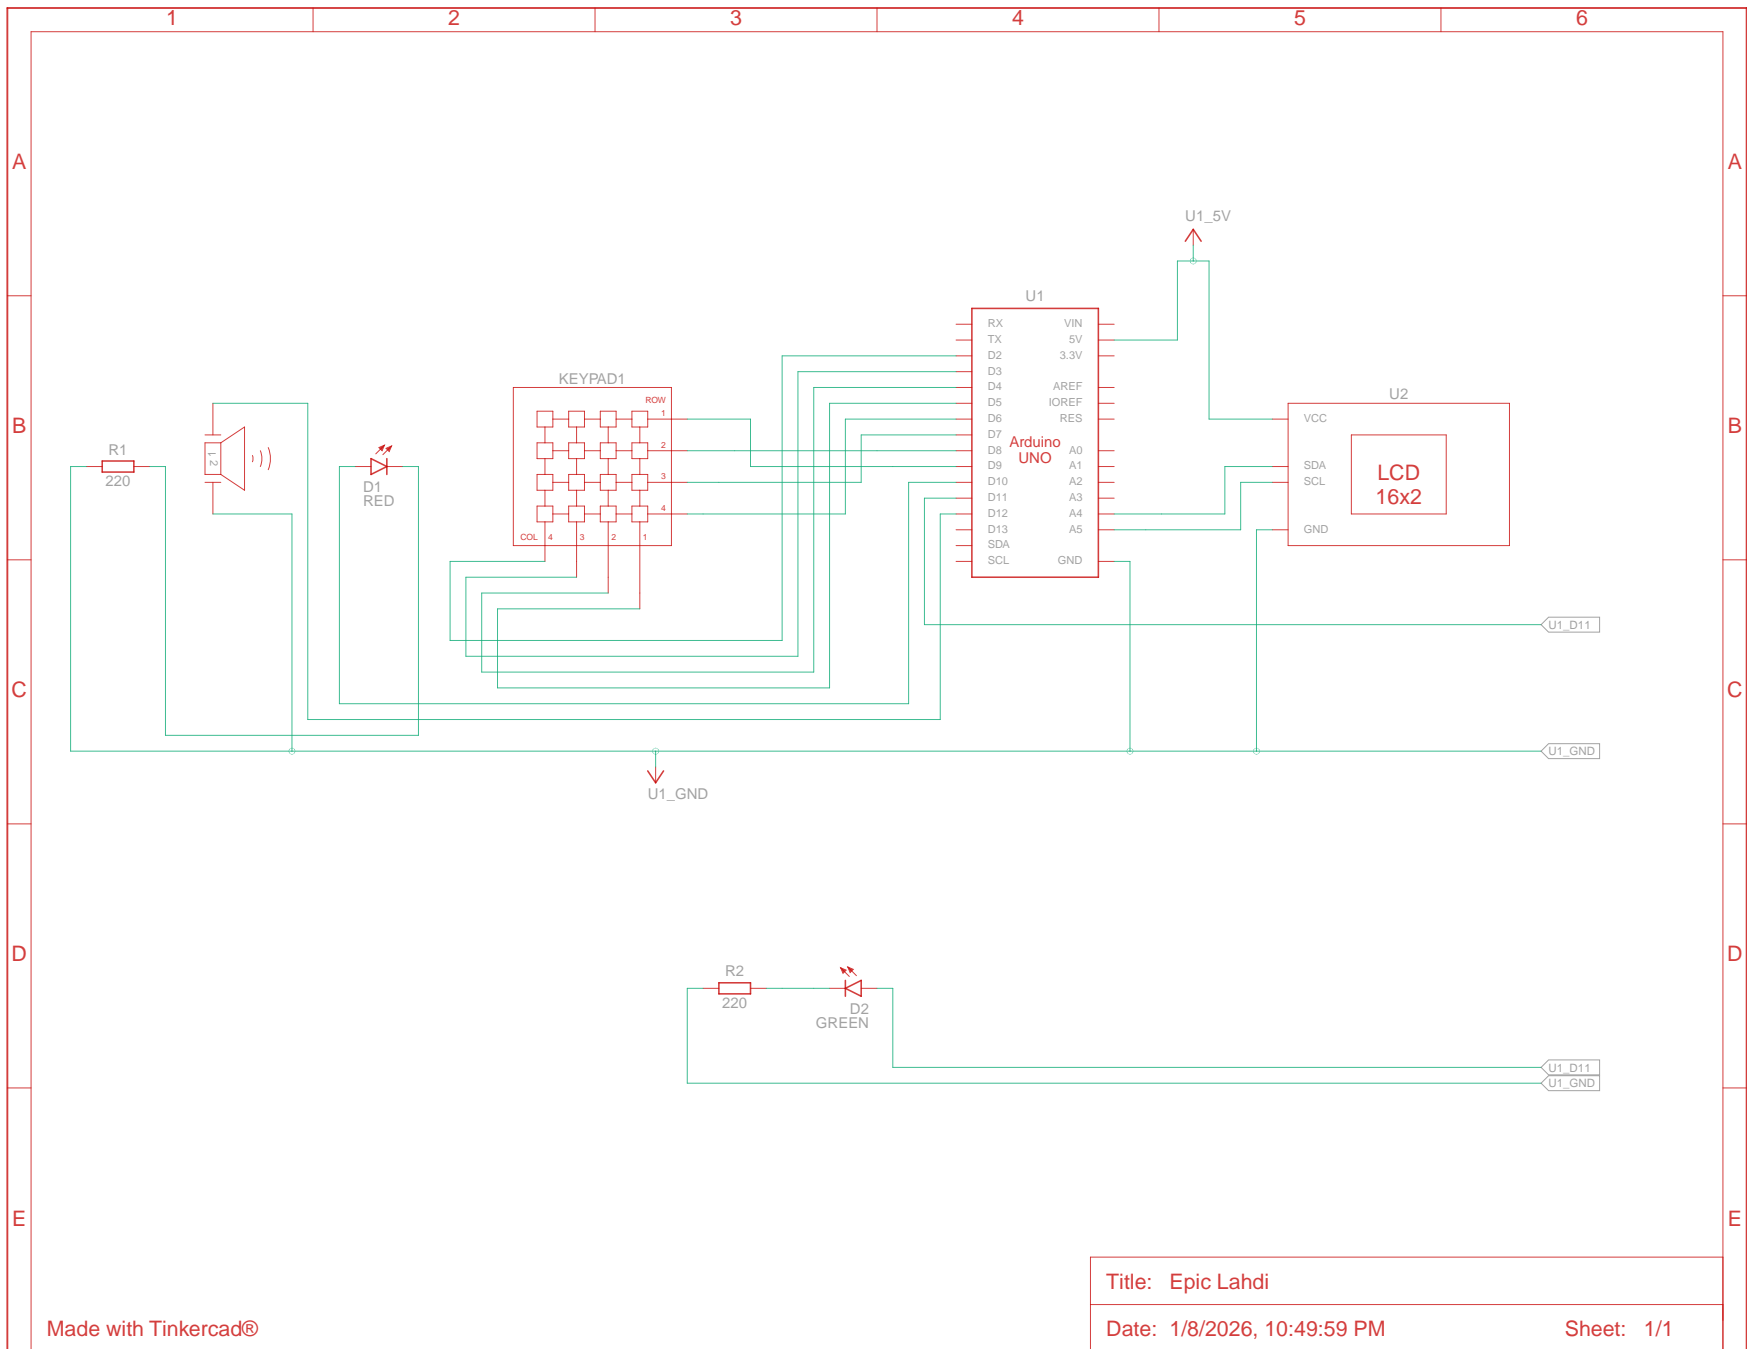 1 2 3 4 5 6
A A
U1_5V
U1
RX VIN
TX 5V
D2 3.3V
D3
D4 AREF
D5 IOREF
D6 RES
D7
Arduino
UNO
D8 A0
D9 A1
D10 A2
D11 A3
D12 A4
D13 A5
SDA
SCL GND
KEYPAD1
ROW
1
2
3
4
COL 4 3 2 1
U2
VCC
SDA
SCL
GND
LCD
16x2
B B
R1
220
1 2
D1
RED
U1_D11
C C
U1_GND
U1_GND
D D
R2
220
D2
GREEN
U1_D11
U1_GND
E E
Title: Epic Lahdi
Made with Tinkercad®
Date: 1/8/2026, 10:49:59 PM Sheet: 1/1